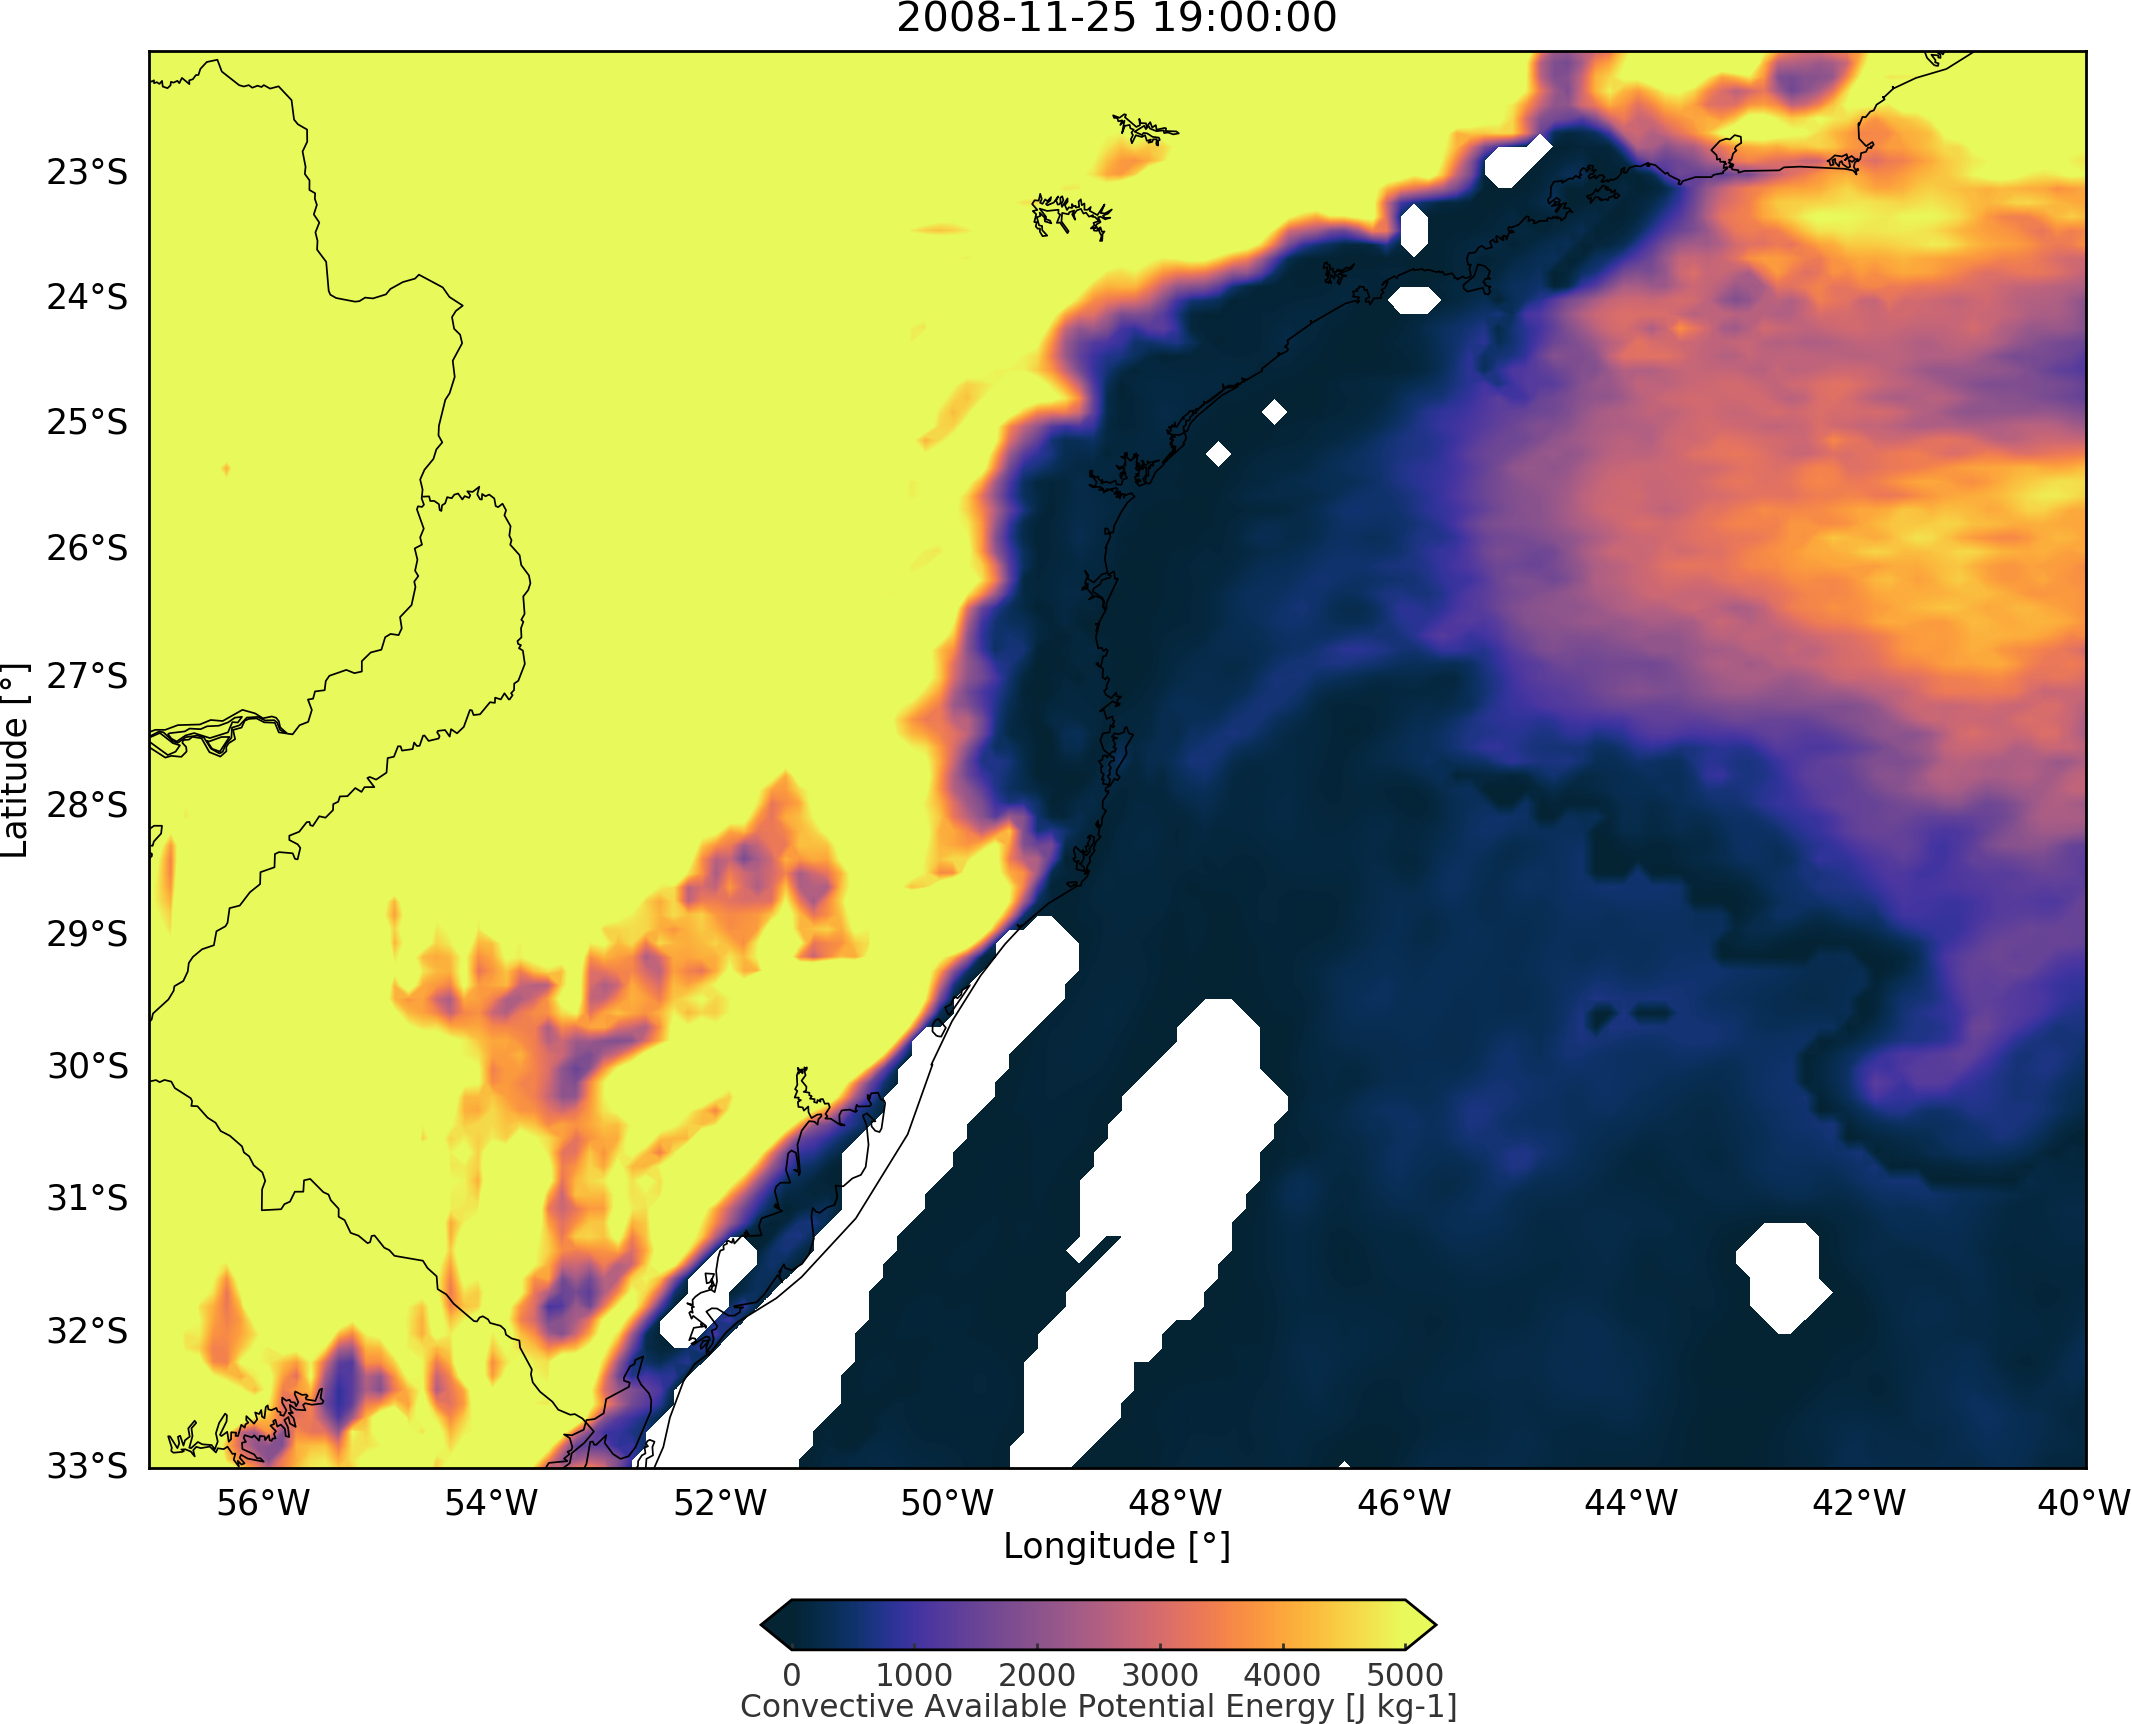 2008-11-25 19:00:00
23°S
24°S
25°S
26°S
27°S
28°S
29°S
30°S
31°S
32°S
33°S
Latitude [°]
56°W 54°W 52°W 50°W 48°W 46°W 44°W 42°W 40°W
Longitude [°]
0 1000 2000 3000 4000 5000
Convective Available Potential Energy [J kg-1]